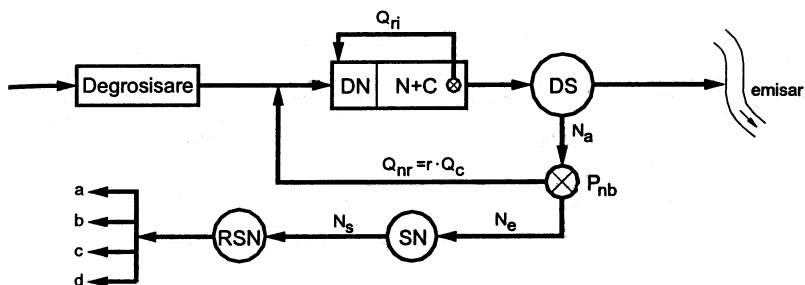 Qri
Degrosisare
DN
N+C
DS
emisar
Na
Qnr=r·Qc
Pnb
a
b
c
d
RSN
Ns
SN
Ne